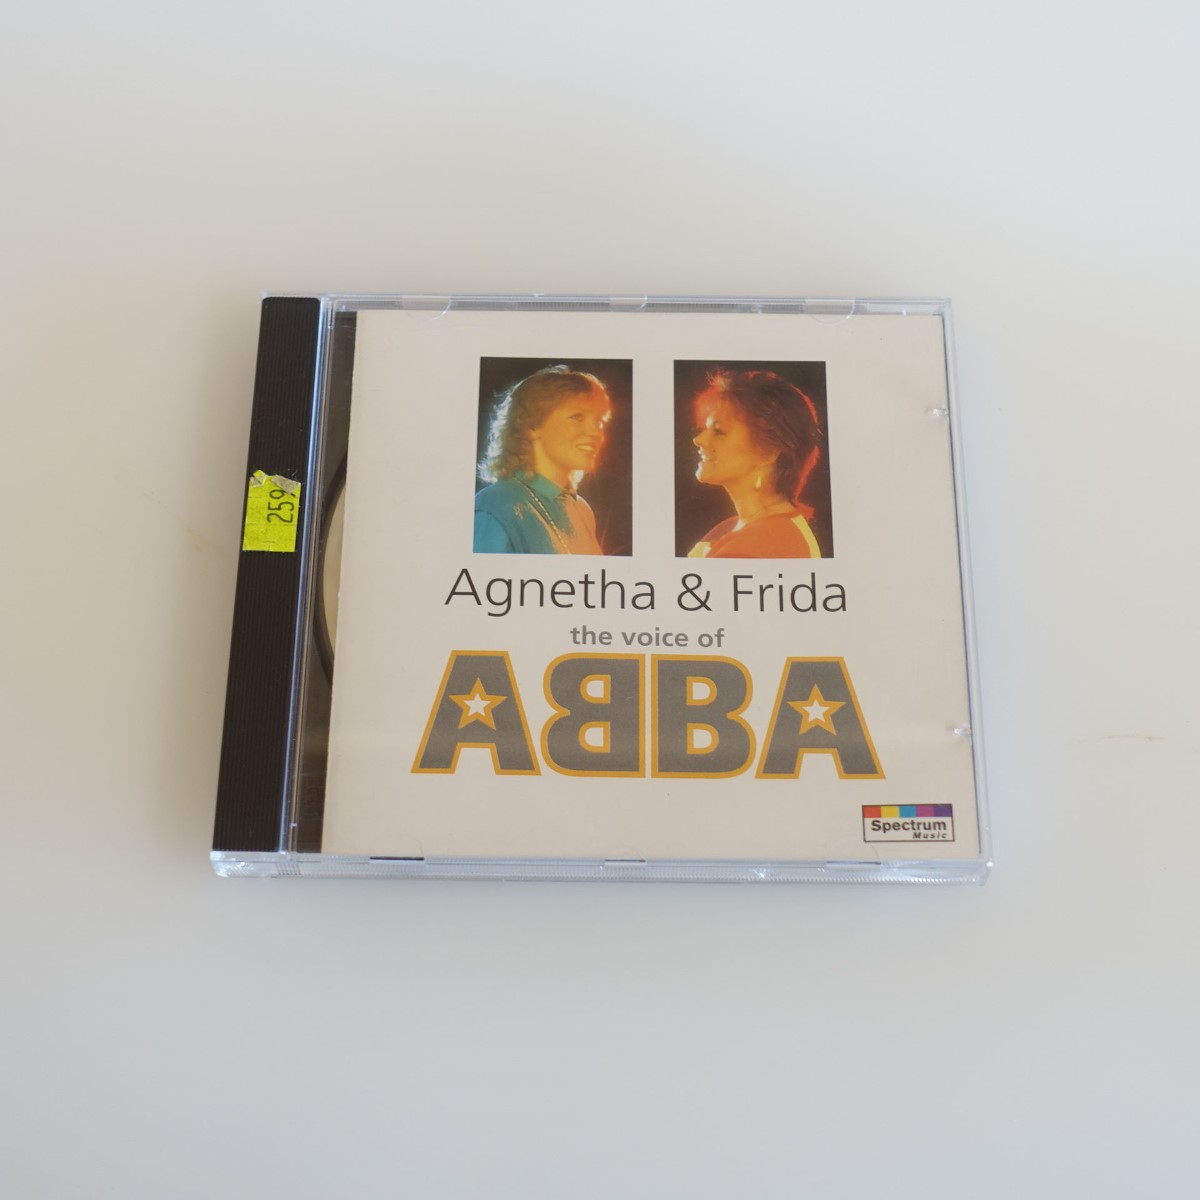 Agnetha & Frida
the voice of
ABBA
Spectrum
Music
259